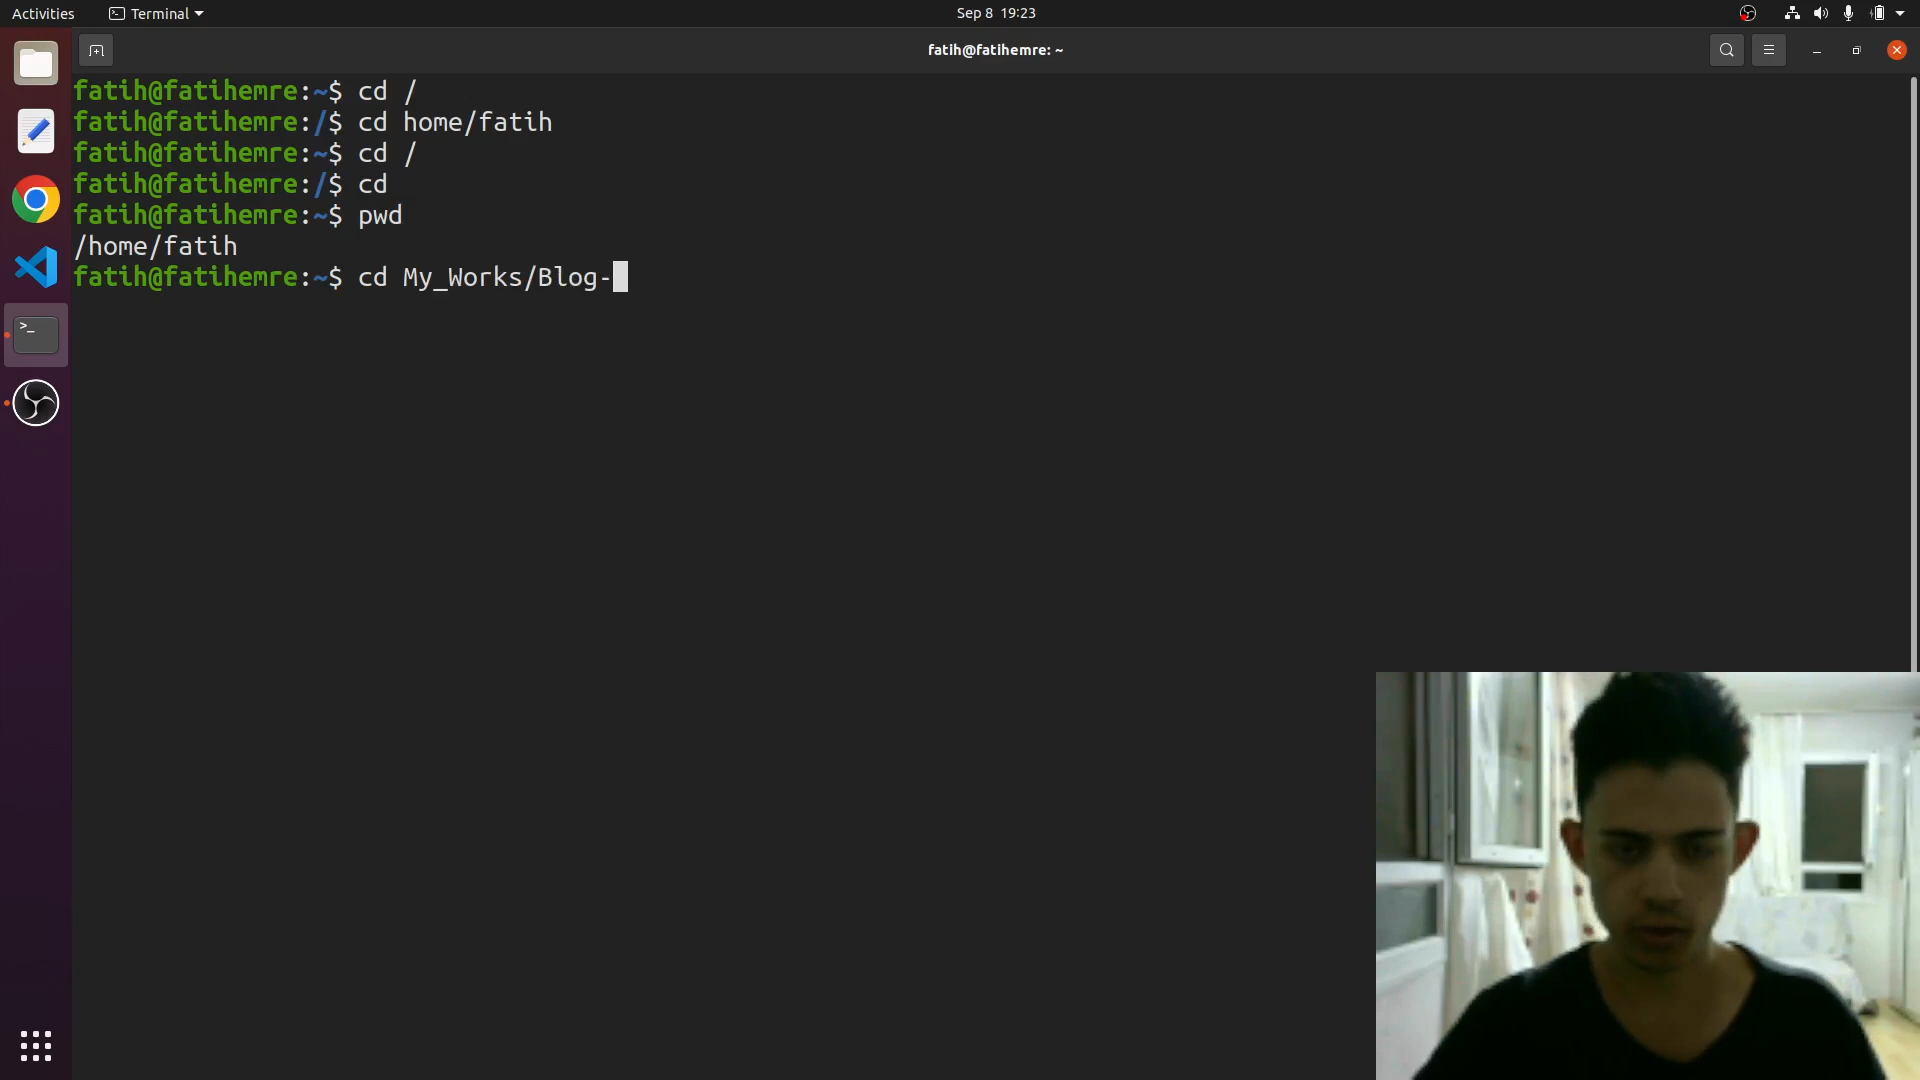 Activities
Terminal
Sep 8 19:23
fatih@fatihemre: ~
fatih@fatihemre:~$ cd /
fatih@fatihemre:/$ cd home/fatih
fatih@fatihemre:~$ cd /
fatih@fatihemre:/$ cd
fatih@fatihemre:~$ pwd
/home/fatih
fatih@fatihemre:~$ cd My_Works/Blog-